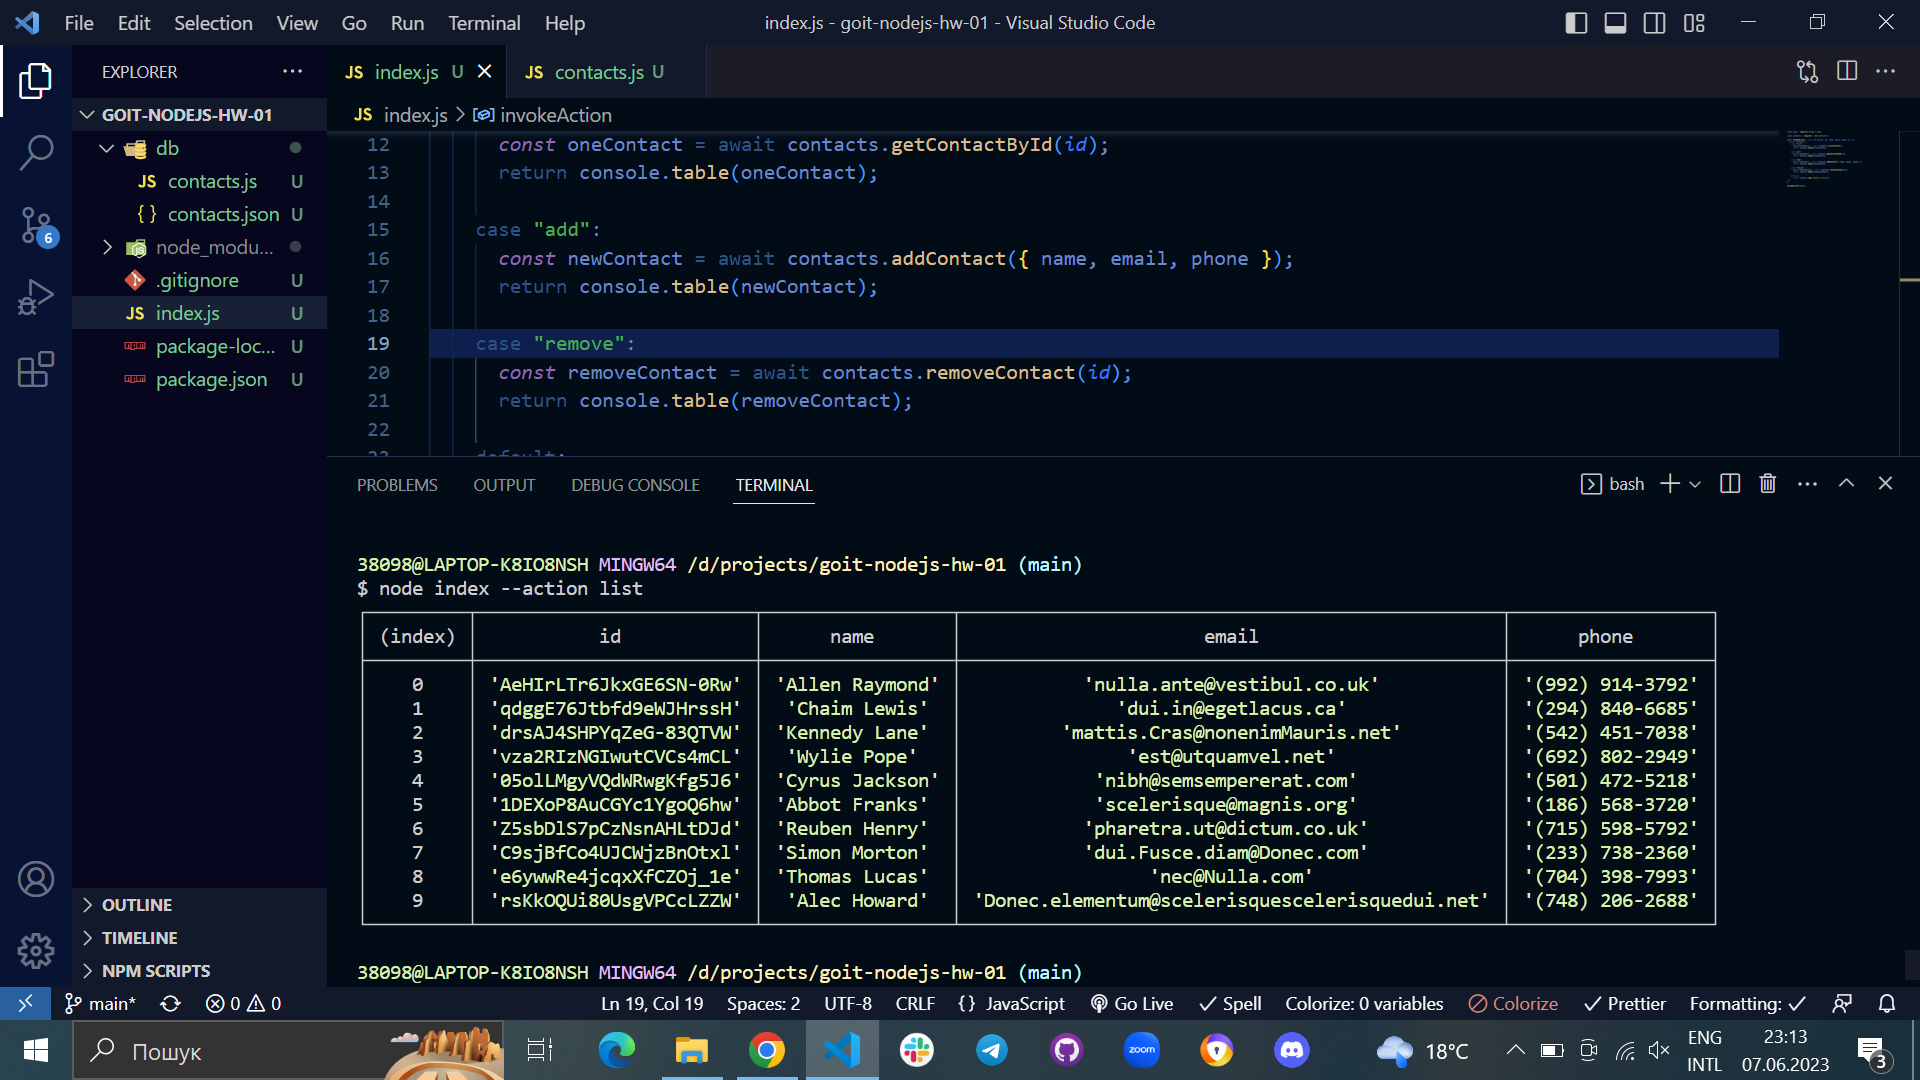 File Edit Selection View Go Run Terminal Help
index.js - goit-nodejs-hw-01 - Visual Studio Code
EXPLORER
JS index.js U
JS contacts.js U
GOIT-NODEJS-HW-01
JS index.js > invokeAction
db
JS contacts.js U
{ } contacts.json U
node_modu...
.gitignore U
JS index.js U
package-loc... U
package.json U
6
12 const oneContact = await contacts.getContactById(id);
13 return console.table(oneContact);
14
15 case "add":
16 const newContact = await contacts.addContact({ name, email, phone });
17 return console.table(newContact);
18
19 case "remove":
20 const removeContact = await contacts.removeContact(id);
21 return console.table(removeContact);
22
23 default:
PROBLEMS OUTPUT DEBUG CONSOLE TERMINAL
bash
38098@LAPTOP-K8IO8NSH MINGW64 /d/projects/goit-nodejs-hw-01 (main)
$ node index --action list
(index) id name email phone
0 'AeHIrLTr6JkxGE6SN-0Rw' 'Allen Raymond' 'nulla.ante@vestibul.co.uk' '(992) 914-3792'
1 'qdggE76Jtbfd9eWJHrssH' 'Chaim Lewis' 'dui.in@egetlacus.ca' '(294) 840-6685'
2 'drsAJ4SHPYqZeG-83QTVW' 'Kennedy Lane' 'mattis.Cras@nonenimMauris.net' '(542) 451-7038'
3 'vza2RIzNGIwutCVCs4mCL' 'Wylie Pope' 'est@utquamvel.net' '(692) 802-2949'
4 '05olLMgyVQdWRwgKfg5J6' 'Cyrus Jackson' 'nibh@semsempererat.com' '(501) 472-5218'
5 '1DEXoP8AuCGYc1YgoQ6hw' 'Abbot Franks' 'scelerisque@magnis.org' '(186) 568-3720'
6 'Z5sbDlS7pCzNsnAHLtDJd' 'Reuben Henry' 'pharetra.ut@dictum.co.uk' '(715) 598-5792'
7 'C9sjBfCo4UJCWjzBnOtxl' 'Simon Morton' 'dui.Fusce.diam@Donec.com' '(233) 738-2360'
8 'e6ywwRe4jcqxXfCZOj_1e' 'Thomas Lucas' 'nec@Nulla.com' '(704) 398-7993'
9 'rsKkOQUi80UsgVPCcLZZW' 'Alec Howard' 'Donec.elementum@scelerisquescelerisquedui.net' '(748) 206-2688'
38098@LAPTOP-K8IO8NSH MINGW64 /d/projects/goit-nodejs-hw-01 (main)
OUTLINE
TIMELINE
NPM SCRIPTS
main* 0 0 Ln 19, Col 19 Spaces: 2 UTF-8 CRLF { } JavaScript Go Live Spell Colorize: 0 variables Colorize Prettier Formatting:
Пошук
zoom
18°C
ENG
INTL
23:13
07.06.2023
3